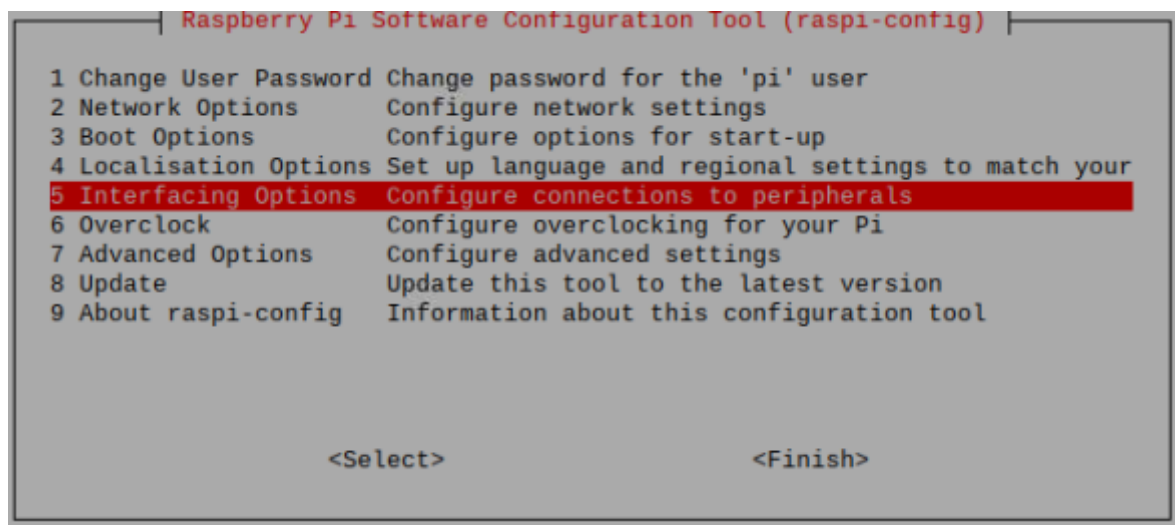 Raspberry Pi Software Configuration Tool (raspi-config)
1 Change User Password Change password for the 'pi' user
2 Network Options Configure network settings
3 Boot Options Configure options for start-up
4 Localisation Options Set up language and regional settings to match your
5 Interfacing Options Configure connections to peripherals
6 Overclock Configure overclocking for your Pi
7 Advanced Options Configure advanced settings
8 Update Update this tool to the latest version
9 About raspi-config Information about this configuration tool
<Select> <Finish>